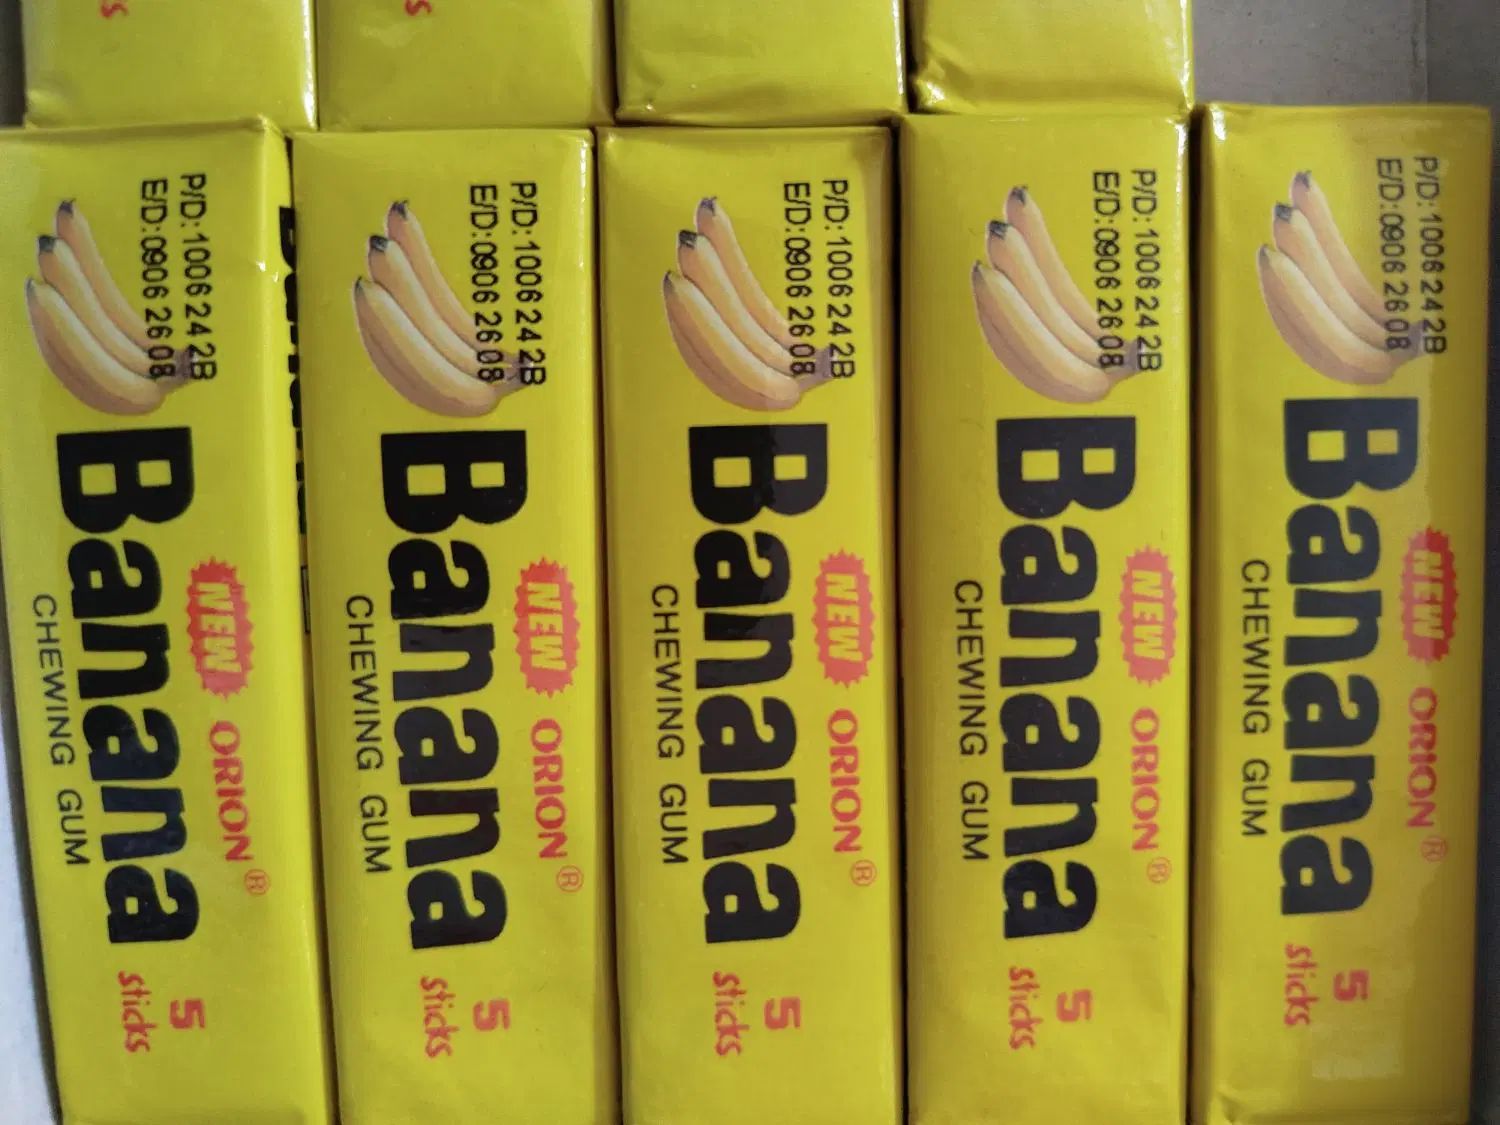 s
s
P/D:1006 24 2B
E/D:0906 26 08
NEW ORION®
Banana
CHEWING GUM
5
sticks
P/D:1006 24 2B
E/D:0906 26 08
NEW ORION®
Banana
CHEWING GUM
5
sticks
P/D:1006 24 2B
E/D:0906 26 08
NEW ORION®
Banana
CHEWING GUM
5
sticks
P/D:1006 24 2B
E/D:0906 26 08
NEW ORION®
Banana
CHEWING GUM
5
sticks
P/D:1006 24 2B
E/D:0906 26 08
NEW ORION®
Banana
CHEWING GUM
5
sticks